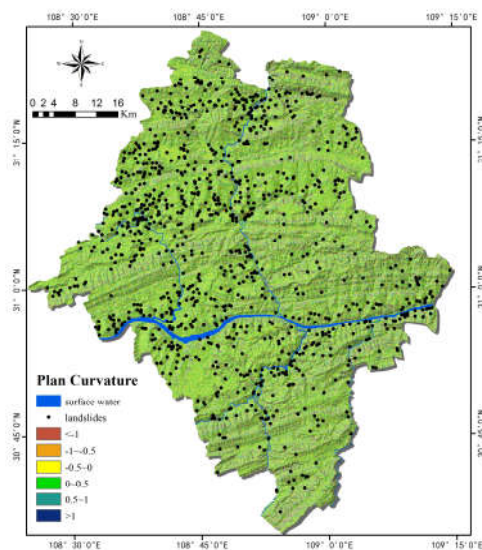 108° 30′0″E 108° 45′0″E 109° 0′0″E 109° 15′0″E
0 2 4 8 12 16
Km
31° 15′0″N
31° 0′0″N 31° 0′0″N
30° 45′0″N
Plan Curvature
surface water
landslides
<-1
-1~-0.5
-0.5~0
0~0.5
0.5~1
>1
108° 30′0″E 108° 45′0″E 109° 0′0″E 109° 15′0″E